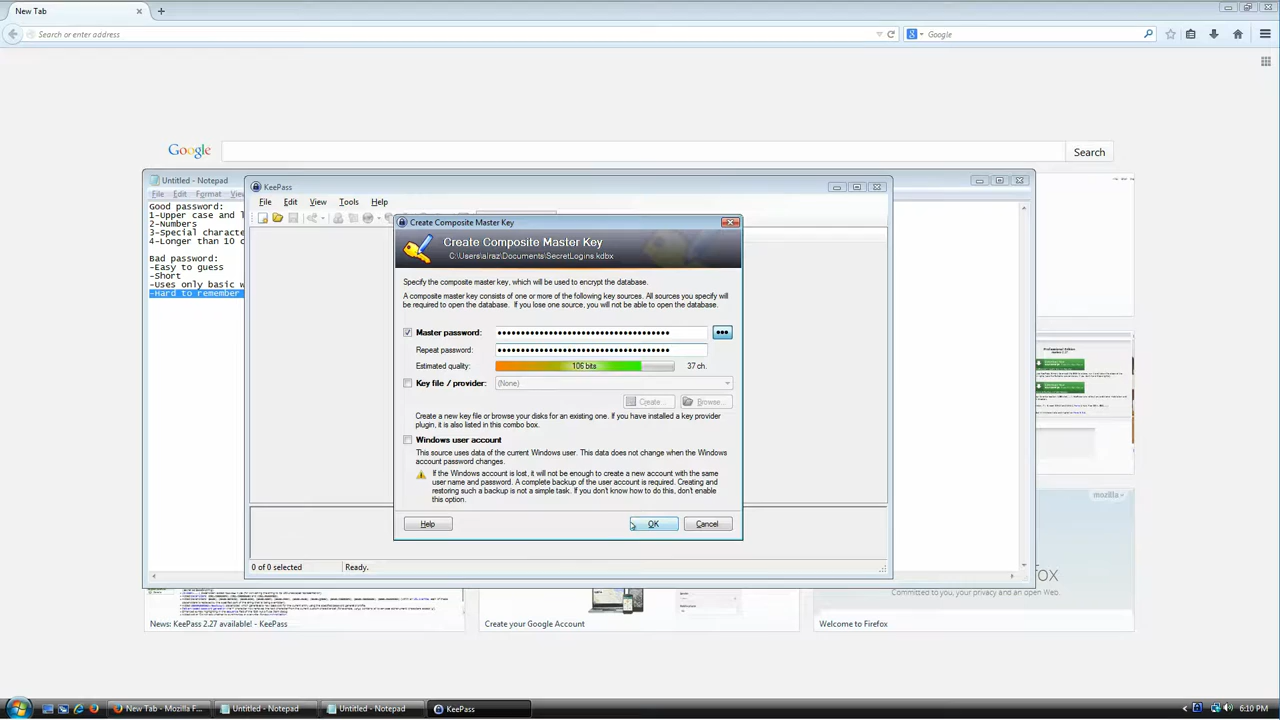 New Tab
Search or enter address
Google
Google
Search
Untitled - Notepad
File Edit Format
Good password:
1-Upper case and
2-Numbers
3-Special
4-Longer than 10
Bad password:
-Easy to guess
-Short
-Uses only basic
-Hard to remember
KeePass
File Edit View Tools Help
Create Composite Master Key
Create Composite Master Key
C:\Users\alraz\Documents\SecretLogins.kdbx
Specify the composite master key, which will be used to encrypt the database.
A composite master key consists of one or more of the following key sources. All sources you specify will
be required to open the database. If you lose one source, you will not be able to open the database.
Master password:
Repeat password:
Estimated quality: 106 bits 37 ch.
Key file / provider: (None)
Create... Browse...
Create a new key file or browse your disks for an existing one. If you have installed a key provider
plugin, it is also listed in this combo box.
Windows user account
This source uses data of the current Windows user. This data does not change when the Windows
account password changes.
If the Windows account is lost, it will not be enough to create a new account with the same
user name and password. A complete backup of the user account is required. Creating and
restoring such a backup is not a simple task. If you don't know how to do this, don't enable
this option.
Help OK Cancel
0 of 0 selected Ready.
mozilla
committed to you, your privacy and an open Web.
News: KeePass 2.27 available! - KeePass
Create your Google Account
Welcome to Firefox
New Tab - Mozilla F...
Untitled - Notepad
Untitled - Notepad
KeePass
6:10 PM